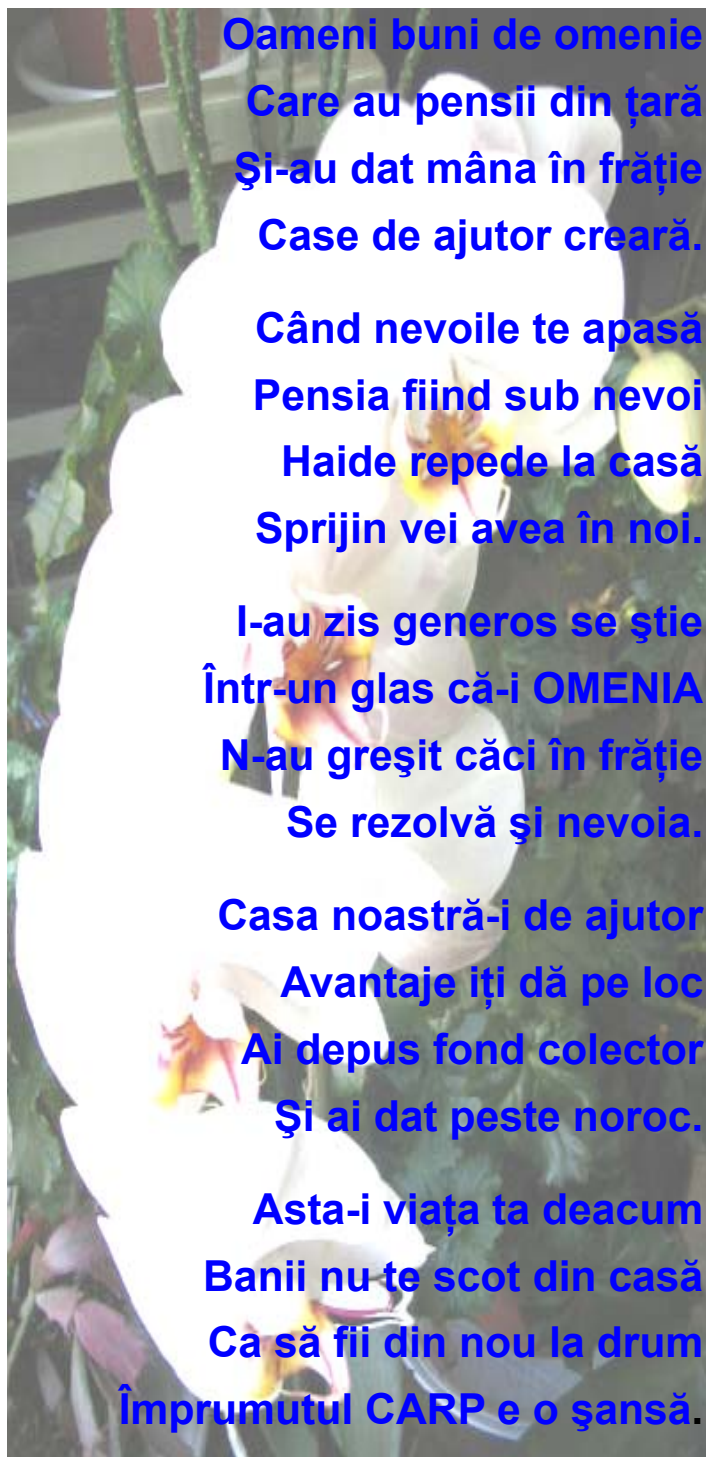 Oameni buni de omenie
Care au pensii din țară
Şi-au dat mâna în frăție
Case de ajutor creară.
Când nevoile te apasă
Pensia fiind sub nevoi
Haide repede la casă
Sprijin vei avea în noi.
I-au zis generos se ştie
Într-un glas că-i OMENIA
N-au greşit căci în frăție
Se rezolvă şi nevoia.
Casa noastră-i de ajutor
Avantaje iți dă pe loc
Ai depus fond colector
Şi ai dat peste noroc.
Asta-i viața ta deacum
Banii nu te scot din casă
Ca să fii din nou la drum
Împrumutul CARP e o şansă.